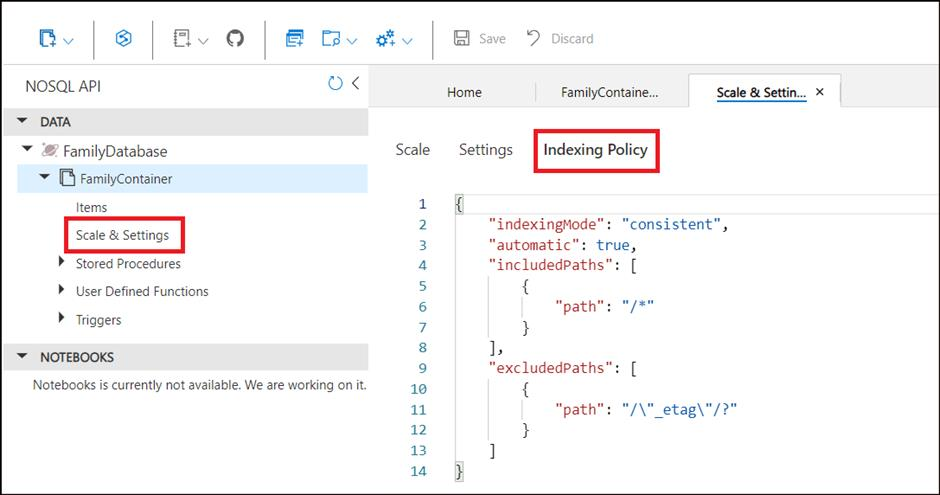 Save
Discard
NOSQL API
DATA
FamilyDatabase
FamilyContainer
Items
Scale & Settings
Stored Procedures
User Defined Functions
Triggers
NOTEBOOKS
Notebooks is currently not available. We are working on it.
Home
FamilyContaine...
Scale & Settin...
Scale
Settings
Indexing Policy
1 {
2 "indexingMode": "consistent",
3 "automatic": true,
4 "includedPaths": [
5 {
6 "path": "/*"
7 }
8 ],
9 "excludedPaths": [
10 {
11 "path": "/\"_etag\"/?"
12 }
13 ]
14 }